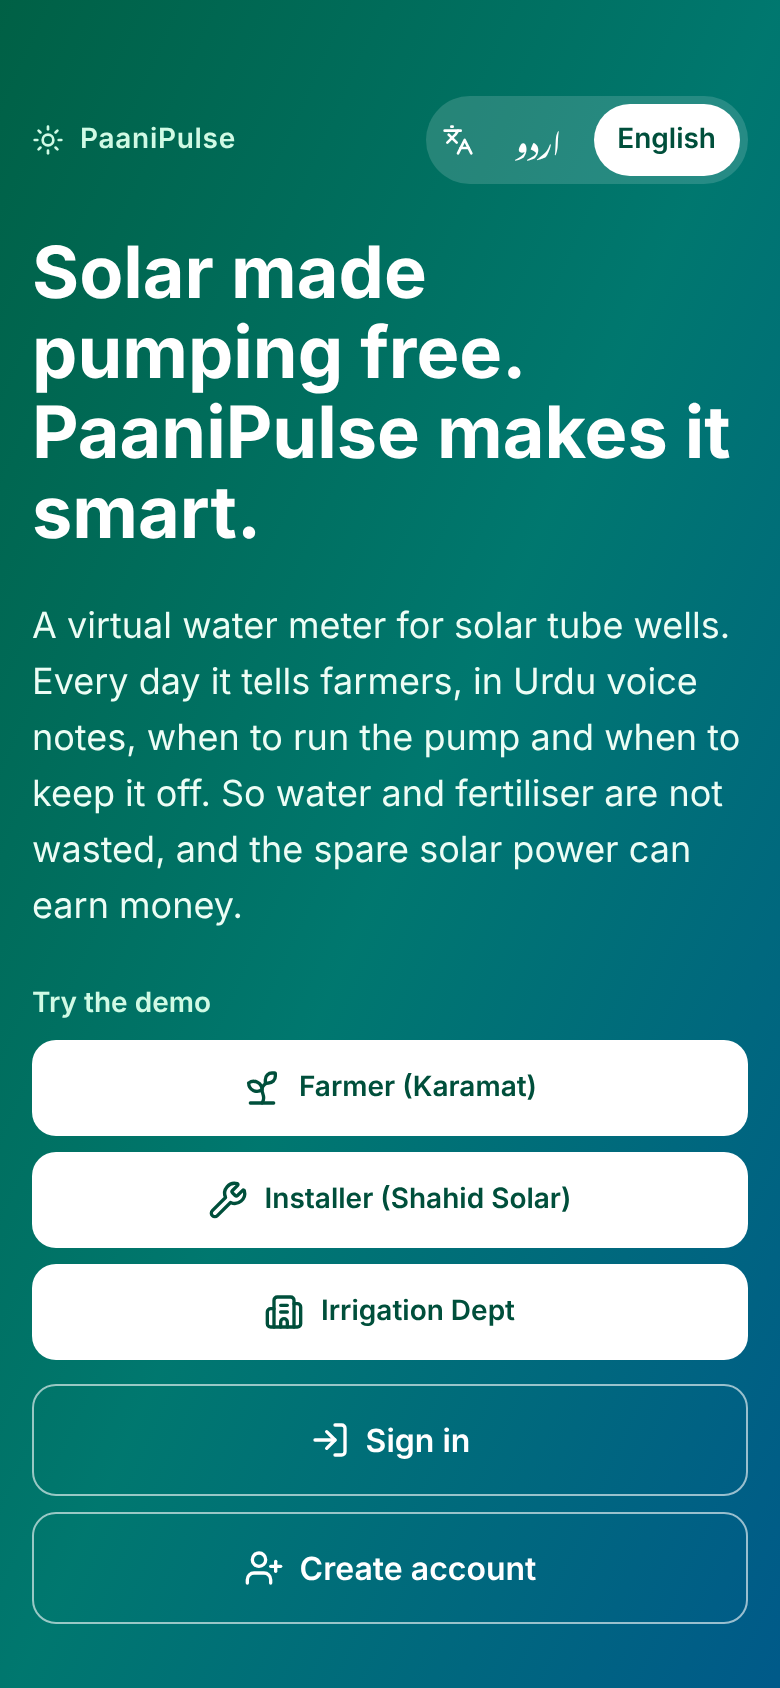 PaaniPulse
اردو
English
Solar made
pumping free.
PaaniPulse makes it
smart.
A virtual water meter for solar tube wells.
Every day it tells farmers, in Urdu voice
notes, when to run the pump and when to
keep it off. So water and fertiliser are not
wasted, and the spare solar power can
earn money.
Try the demo
Farmer (Karamat)
Installer (Shahid Solar)
Irrigation Dept
Sign in
Create account